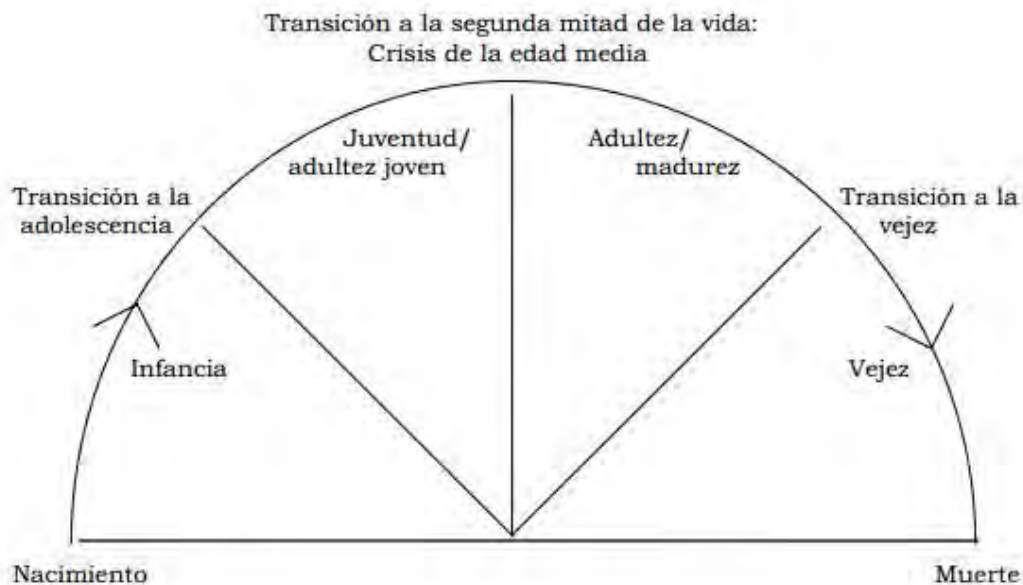 Transición a la segunda mitad de la vida:
Crisis de la edad media
Juventud/
adultez joven
Adultez/
madurez
Transición a la
adolescencia
Transición a la
vejez
Infancia
Vejez
Nacimiento
Muerte